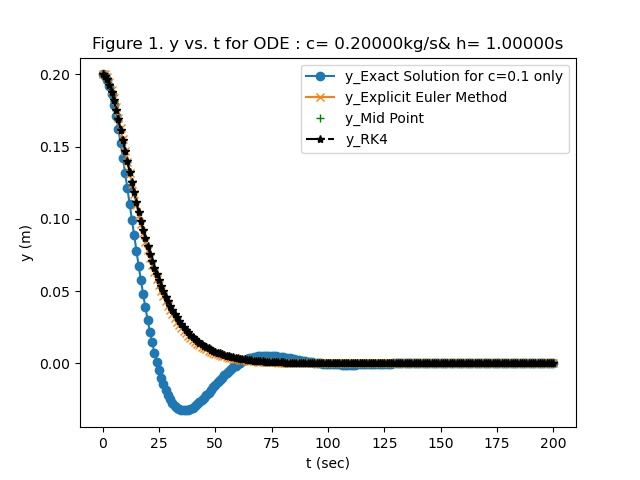 Figure 1. y vs. t for ODE : c= 0.20000kg/s& h= 1.00000s
y_Exact Solution for c=0.1 only
y_Explicit Euler Method
y_Mid Point
y_RK4
y (m)
0.20
0.15
0.10
0.05
0.00
0 25 50 75 100 125 150 175 200
t (sec)